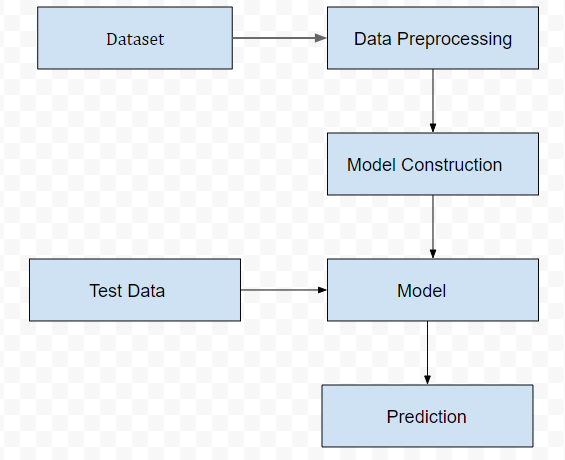 Dataset
Data Preprocessing
Model Construction
Test Data
Model
Prediction